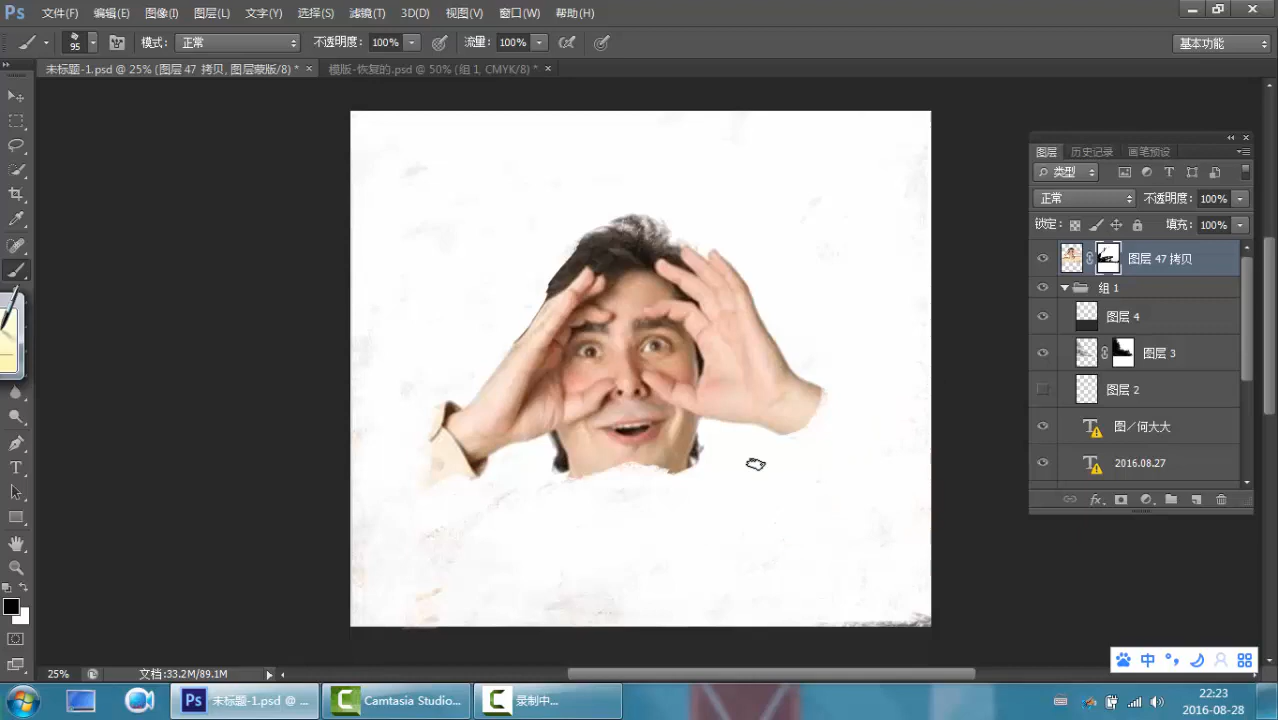 Ps 文件(F) 编辑(E) 图像(I) 图层(L) 文字(Y) 选择(S) 滤镜(T) 3D(D) 视图(V) 窗口(W) 帮助(H)
95 模式: 正常 不透明度: 100% 流量: 100% 基本功能
未标题-1.psd @ 25% (图层 47 拷贝, 图层蒙版/8) * × 模版-恢复的.psd @ 50% (组 1, CMYK/8) * ×
图层 历史记录 画笔预设
类型
正常 不透明度: 100%
锁定: 填充: 100%
图层 47 拷贝
组 1
图层 4
图层 3
图层 2
图／何大大
2016.08.27
fx
25% 文档:33.2M/89.1M
中
Ps 未标题-1.psd @ ... Camtasia Studio... 录制中...
22:23
2016-08-28